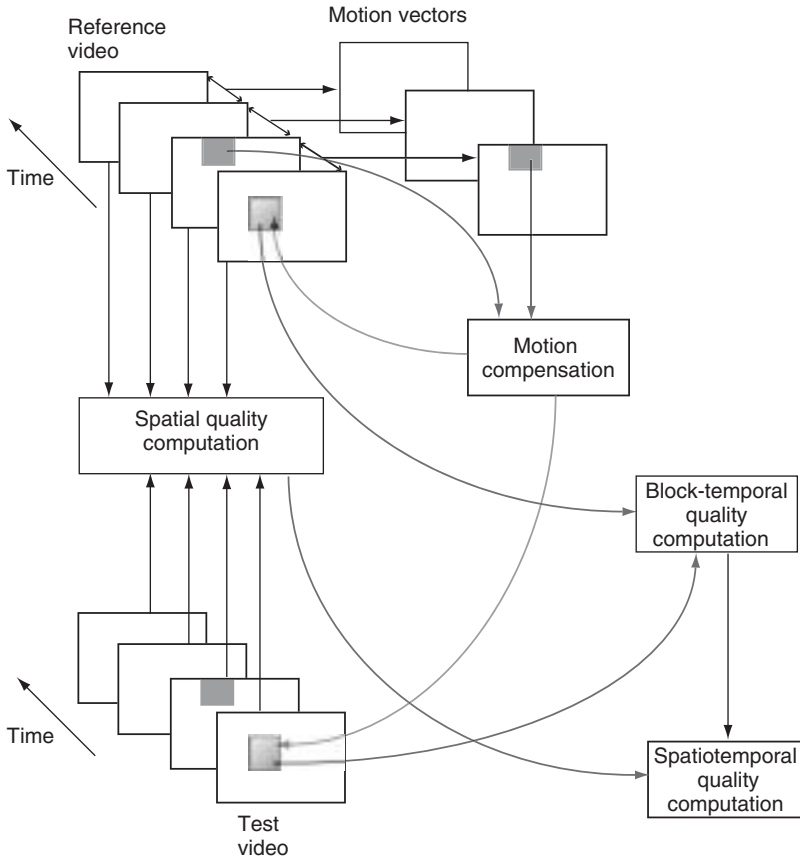 Reference
video
Motion vectors
Time
Motion
compensation
Spatial quality
computation
Block-temporal
quality
computation
Time
Spatiotemporal
quality
computation
Test
video